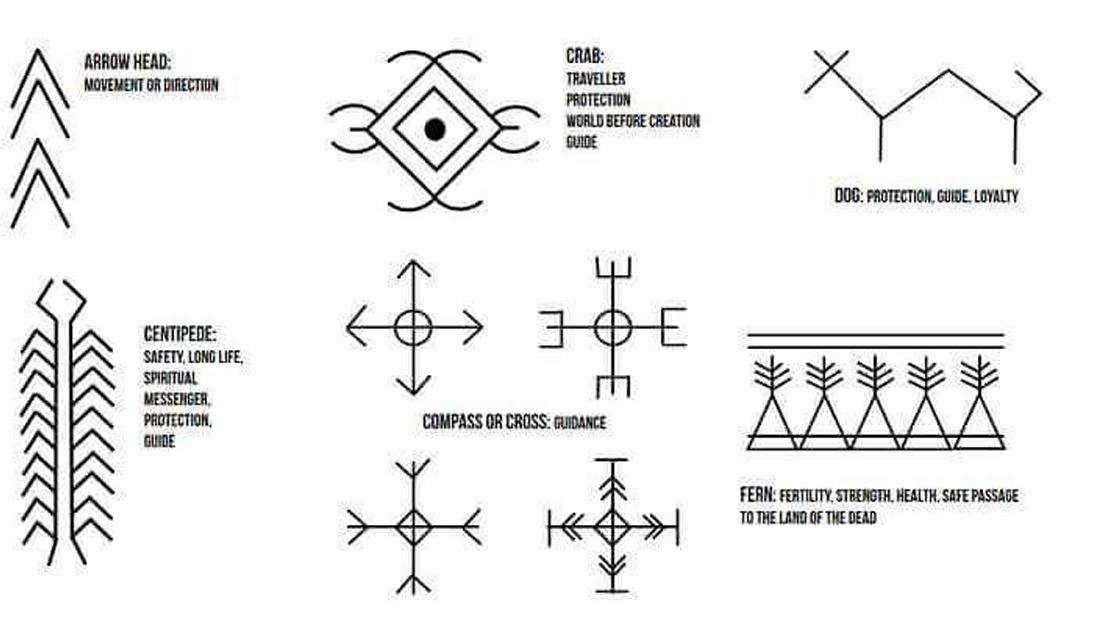 ARROW HEAD:
MOVEMENT OR DIRECTION
CRAB:
TRAVELLER
PROTECTION
WORLD BEFORE CREATION
GUIDE
DOG: PROTECTION, GUIDE, LOYALTY
CENTIPEDE:
SAFETY, LONG LIFE,
SPIRITUAL
MESSENGER,
PROTECTION,
GUIDE
COMPASS OR CROSS: GUIDANCE
FERN: FERTILITY, STRENGTH, HEALTH, SAFE PASSAGE
TO THE LAND OF THE DEAD